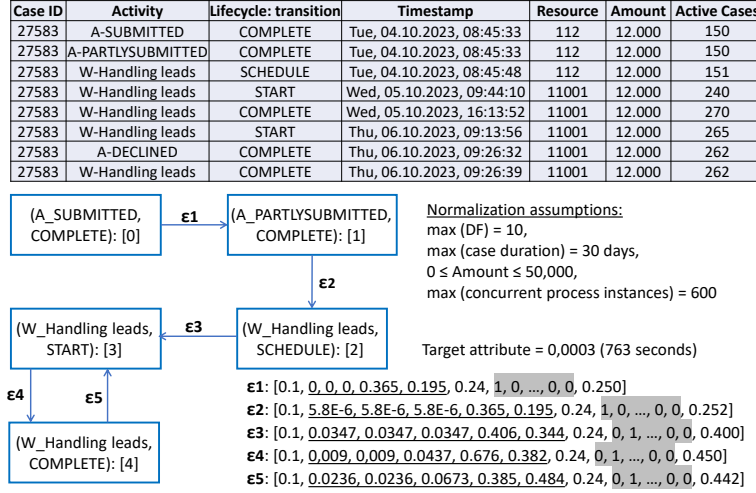 Case ID Activity Lifecycle: transition Timestamp Resource Amount Active Cases
27583 A-SUBMITTED COMPLETE Tue, 04.10.2023, 08:45:33 112 12.000 150
27583 A-PARTLYSUBMITTED COMPLETE Tue, 04.10.2023, 08:45:33 112 12.000 150
27583 W-Handling leads SCHEDULE Tue, 04.10.2023, 08:45:48 112 12.000 151
27583 W-Handling leads START Wed, 05.10.2023, 09:44:10 11001 12.000 240
27583 W-Handling leads COMPLETE Wed, 05.10.2023, 16:13:52 11001 12.000 270
27583 W-Handling leads START Thu, 06.10.2023, 09:13:56 11001 12.000 265
27583 A-DECLINED COMPLETE Thu, 06.10.2023, 09:26:32 11001 12.000 262
27583 W-Handling leads COMPLETE Thu, 06.10.2023, 09:26:39 11001 12.000 262
(A_SUBMITTED,
COMPLETE): [0]
ε1
(A_PARTLYSUBMITTED,
COMPLETE): [1]
Normalization assumptions:
max (DF) = 10,
max (case duration) = 30 days,
0 ≤ Amount ≤ 50,000,
max (concurrent process instances) = 600
ε2
(W_Handling leads,
START): [3]
ε3
(W_Handling leads,
SCHEDULE): [2]
Target attribute = 0,0003 (763 seconds)
ε4
ε5
(W_Handling leads,
COMPLETE): [4]
ε1: [0.1, 0, 0, 0, 0.365, 0.195, 0.24, 1, 0, ..., 0, 0, 0.250]
ε2: [0.1, 5.8E-6, 5.8E-6, 5.8E-6, 0.365, 0.195, 0.24, 1, 0, ..., 0, 0, 0.252]
ε3: [0.1, 0.0347, 0.0347, 0.0347, 0.406, 0.344, 0.24, 0, 1, ..., 0, 0, 0.400]
ε4: [0.1, 0,009, 0,009, 0.0437, 0.676, 0.382, 0.24, 0, 1, ..., 0, 0, 0.450]
ε5: [0.1, 0.0236, 0.0236, 0.0673, 0.385, 0.484, 0.24, 0, 1, ..., 0, 0, 0.442]